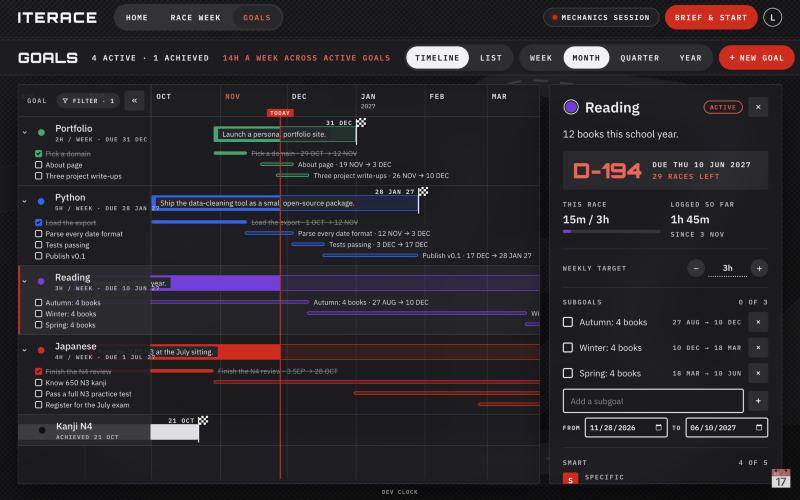 ITERACE
HOME RACE WEEK GOALS
MECHANICS SESSION
BRIEF & START
L
GOALS
4 ACTIVE · 1 ACHIEVED
14H A WEEK ACROSS ACTIVE GOALS
TIMELINE LIST
WEEK MONTH QUARTER YEAR
+ NEW GOAL
GOAL
FILTER · 1
«
OCT NOV DEC JAN 2027 FEB MAR
TODAY
Portfolio
2H / WEEK · DUE 31 DEC
31 DEC
Launch a personal portfolio site.
Pick a domain
Pick a domain · 29 OCT → 12 NOV
About page
About page · 19 NOV → 3 DEC
Three project write-ups
Three project write-ups · 26 NOV → 10 DEC
Python
5H / WEEK · DUE 28 JAN 27
28 JAN 27
Ship the data-cleaning tool as a small open-source package.
Load the export
Load the export · 1 OCT → 12 NOV
Parse every date format
Parse every date format · 12 NOV → 3 DEC
Tests passing
Tests passing · 3 DEC → 17 DEC
Publish v0.1
Publish v0.1 · 17 DEC → 28 JAN 27
Reading
3H / WEEK · DUE 10 JUN 27
year.
Autumn: 4 books
Autumn: 4 books · 27 AUG → 10 DEC
Winter: 4 books
Wi
Spring: 4 books
Japanese
4H / WEEK · DUE 1 JUL 27
3 at the July sitting.
Finish the N4 review
Finish the N4 review · 3 SEP → 28 OCT
Know 650 N3 kanji
Pass a full N3 practice test
Register for the July exam
Kanji N4
ACHIEVED 21 OCT
21 OCT
Reading
ACTIVE
×
12 books this school year.
D-194
DUE THU 10 JUN 2027
29 RACES LEFT
THIS RACE
15m / 3h
LOGGED SO FAR
1h 45m
SINCE 3 NOV
WEEKLY TARGET
− 3h +
SUBGOALS 0 OF 3
Autumn: 4 books 27 AUG → 10 DEC ×
Winter: 4 books 10 DEC → 18 MAR ×
Spring: 4 books 18 MAR → 10 JUN ×
Add a subgoal +
FROM 11/28/2026 TO 06/10/2027
SMART 4 OF 5
S SPECIFIC
DEV CLOCK
17